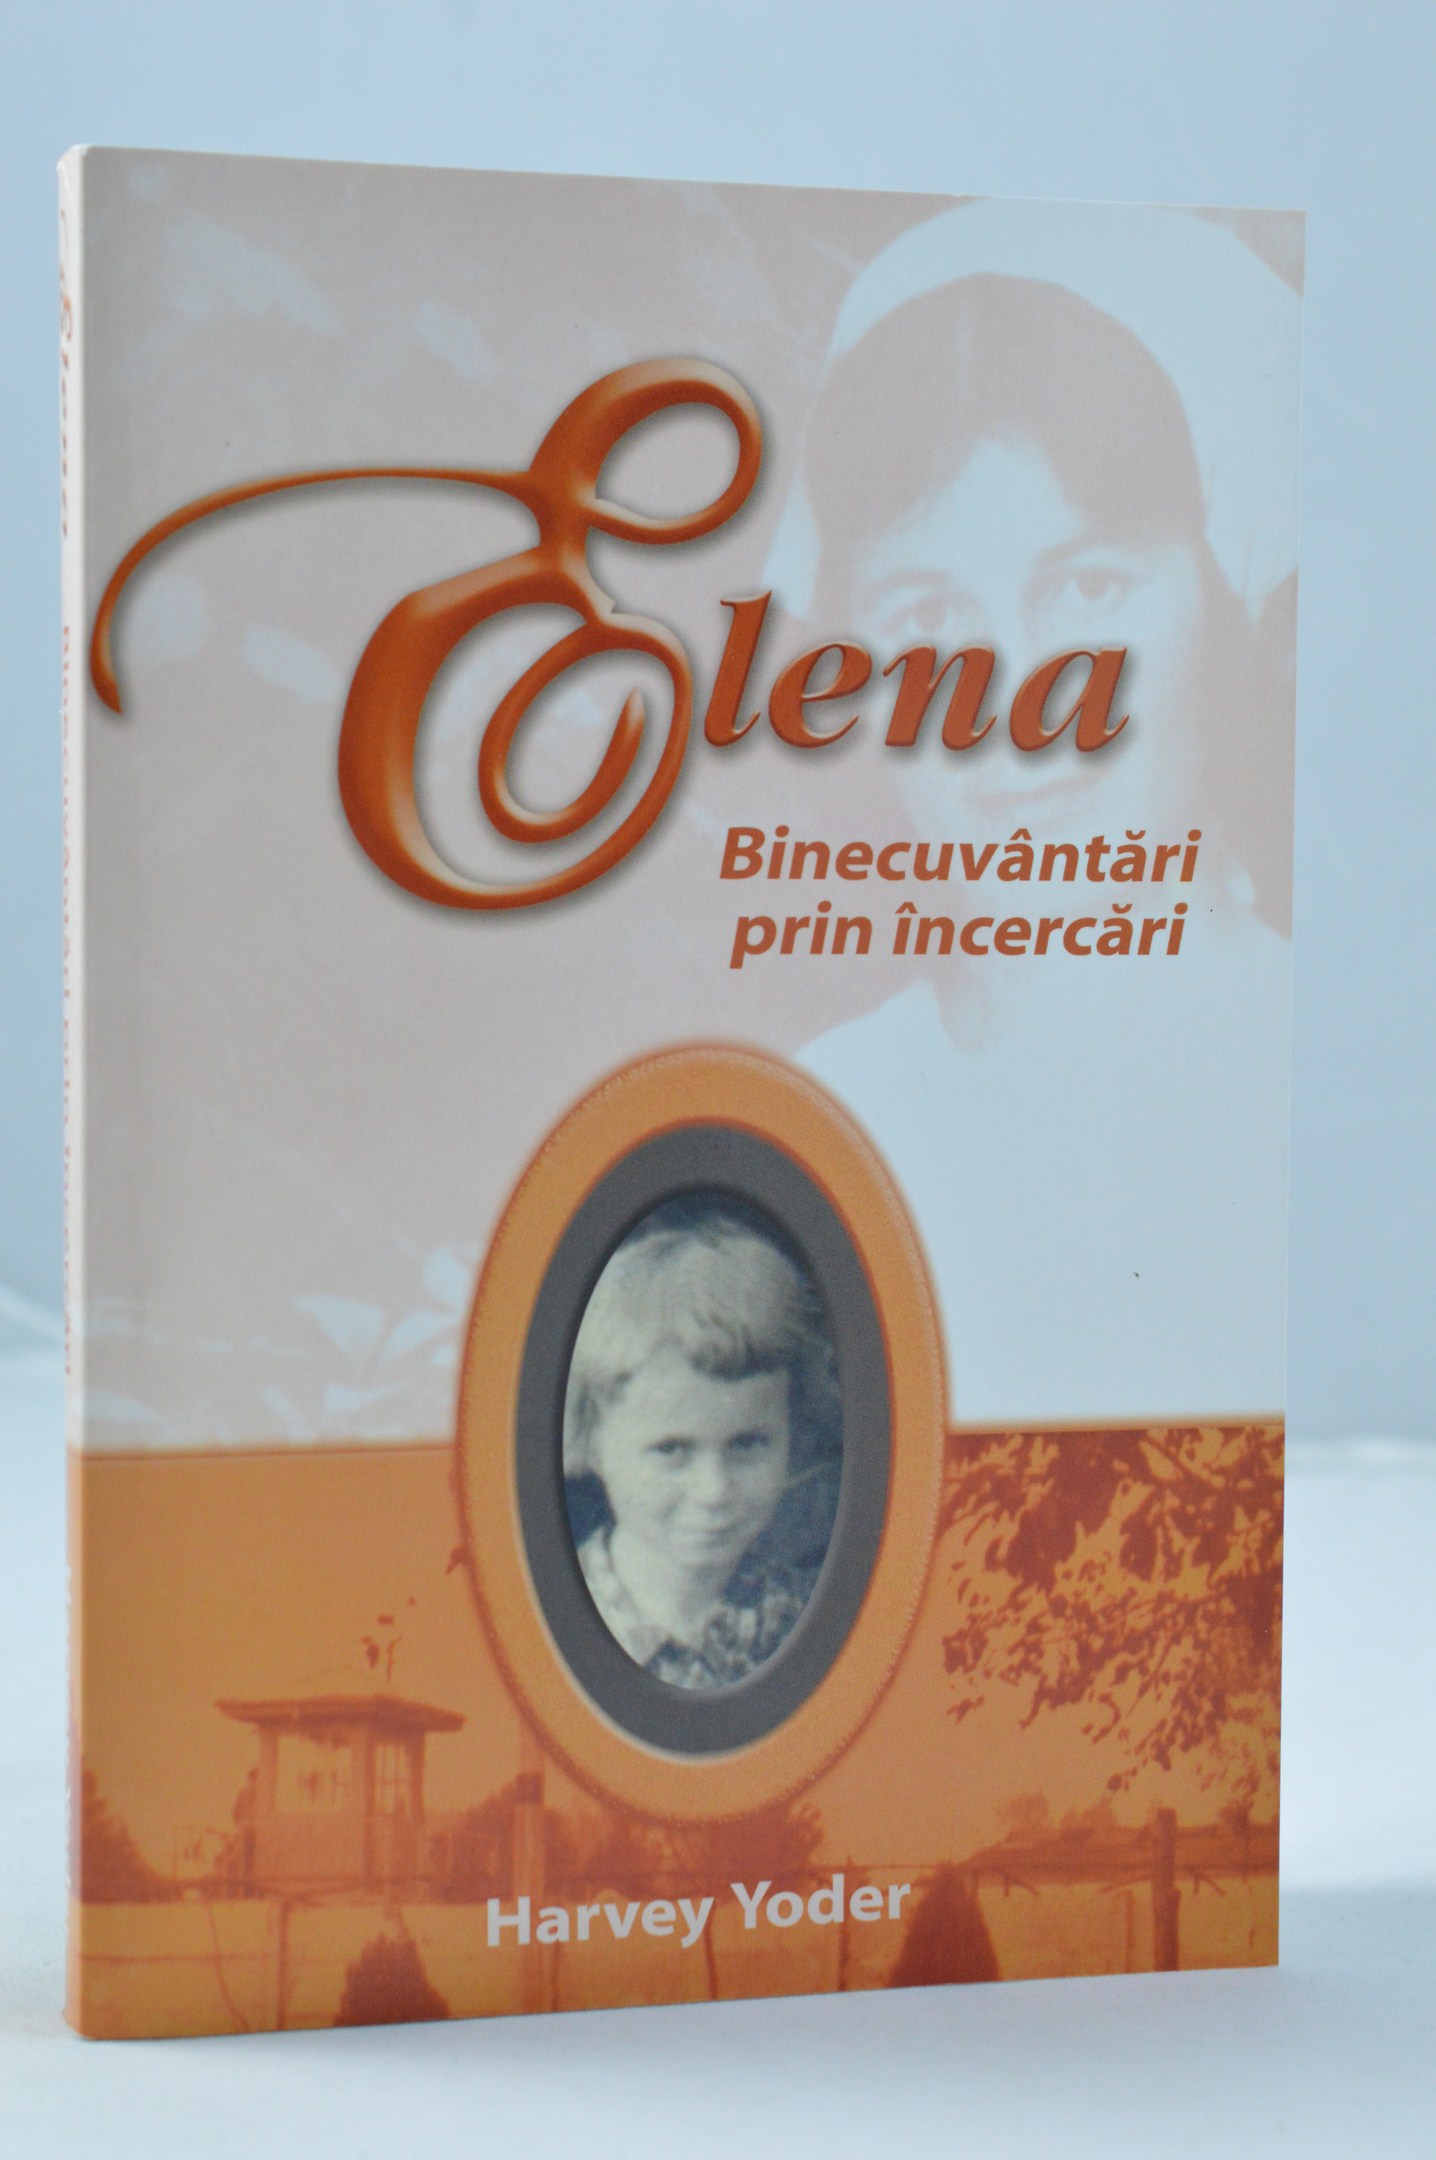 Elena
Binecuvântări
prin încercări
Harvey Yoder